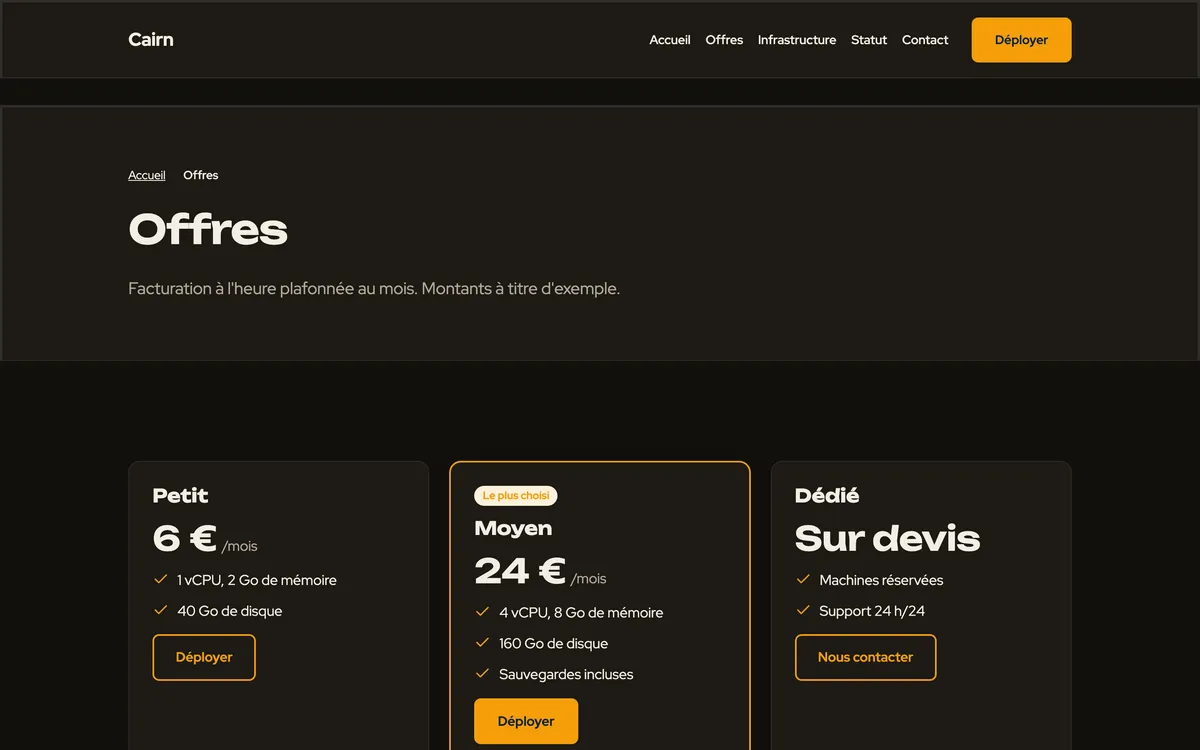 Cairn
Accueil Offres Infrastructure Statut Contact Déployer
Accueil Offres
Offres
Facturation à l'heure plafonnée au mois. Montants à titre d'exemple.
Petit
6 € /mois
1 vCPU, 2 Go de mémoire
40 Go de disque
Déployer
Le plus choisi
Moyen
24 € /mois
4 vCPU, 8 Go de mémoire
160 Go de disque
Sauvegardes incluses
Déployer
Dédié
Sur devis
Machines réservées
Support 24 h/24
Nous contacter